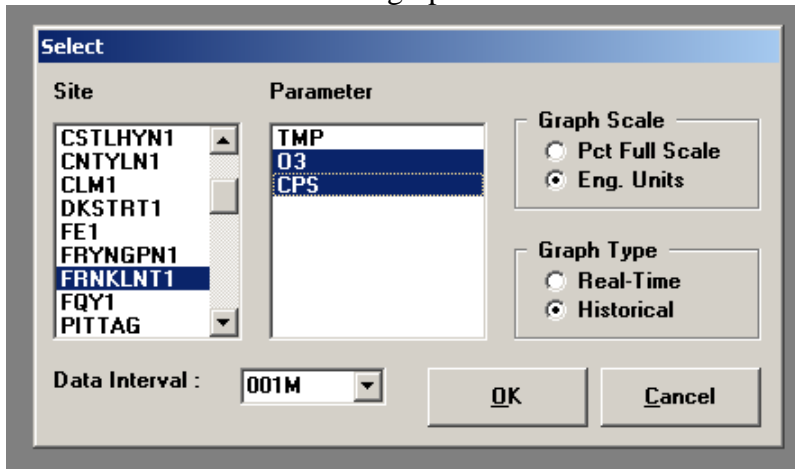 Select
Site
CSTLHYN1
CNTYLN1
CLM1
DKSTRT1
FE1
FRYNGPN1
FRNKLNT1
FQY1
PITTAG
Parameter
TMP
O3
CPS
Graph Scale
Pct Full Scale
Eng. Units
Graph Type
Real-Time
Historical
Data Interval :
001M
OK
Cancel